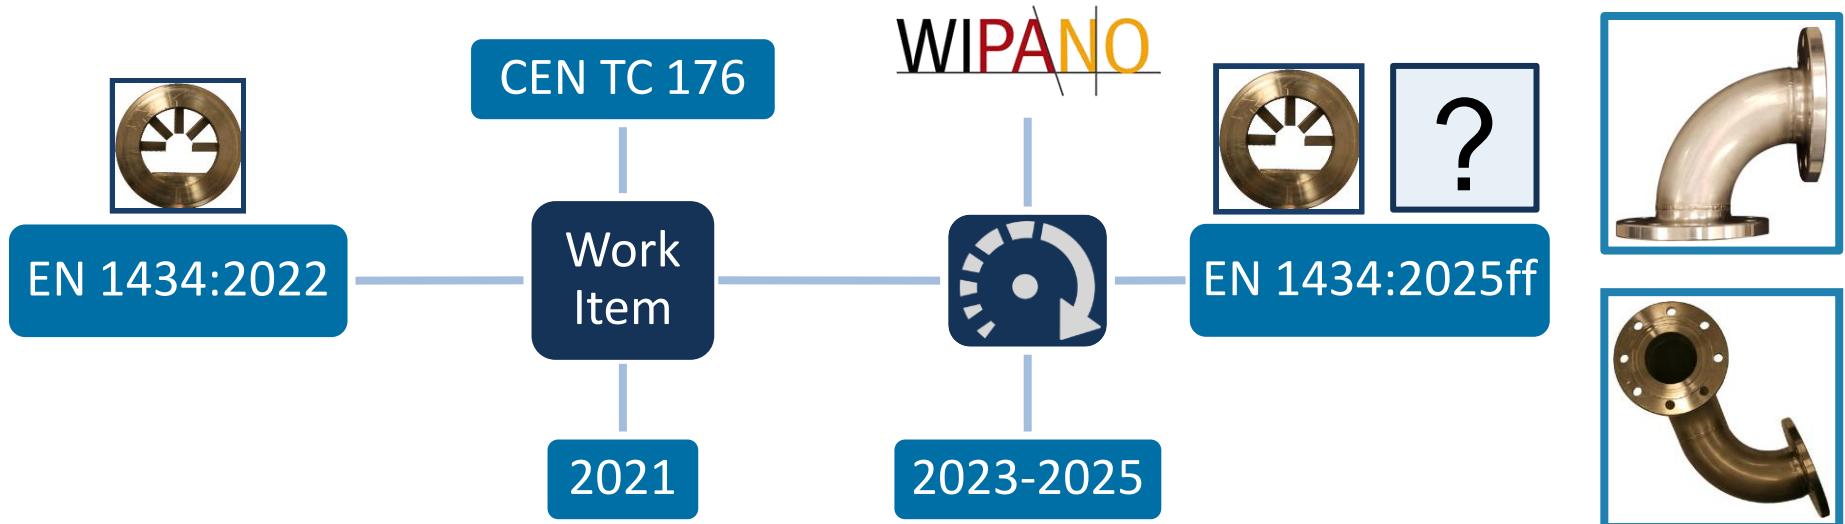 WIPANO
CEN TC 176
?
EN 1434:2022
Work
Item
EN 1434:2025ff
2021
2023-2025